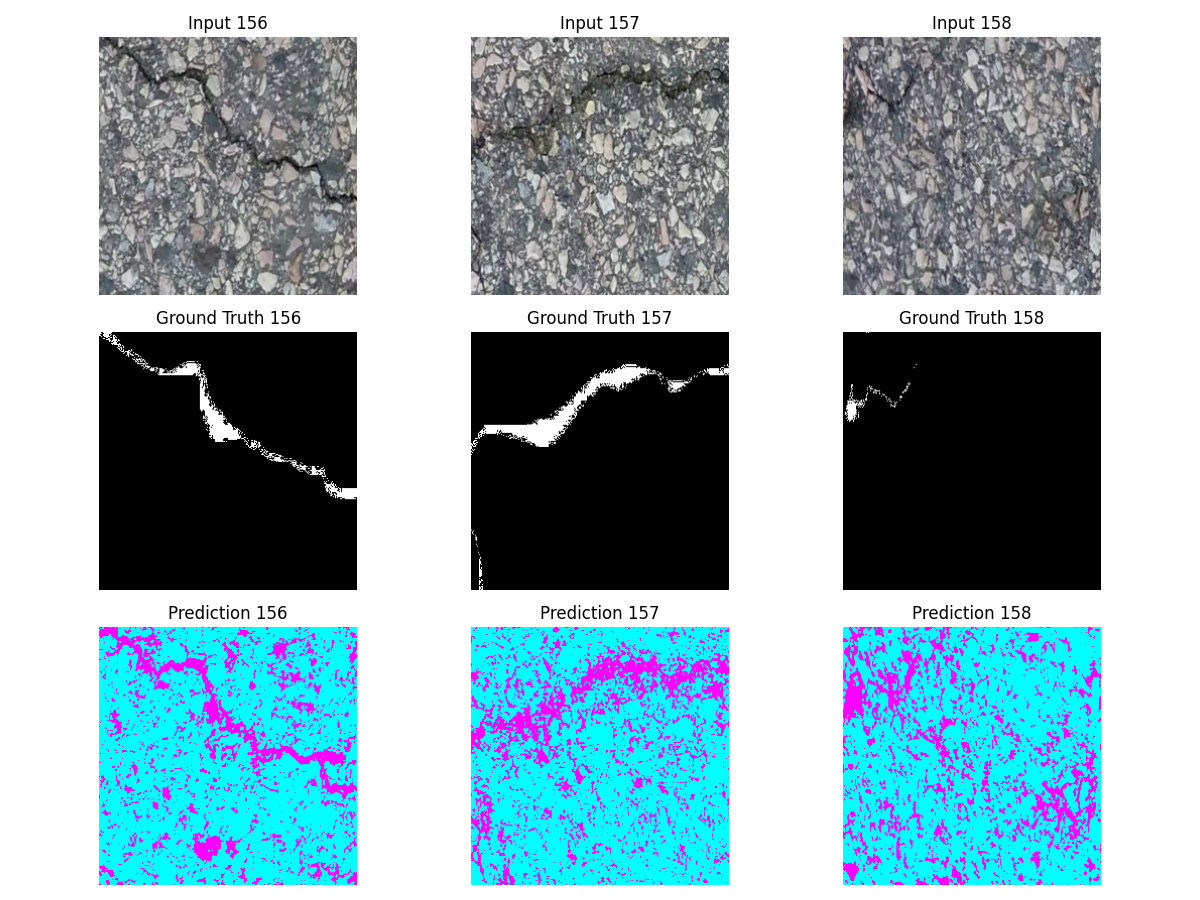 Input 156
Input 157
Input 158
Ground Truth 156
Ground Truth 157
Ground Truth 158
Prediction 156
Prediction 157
Prediction 158